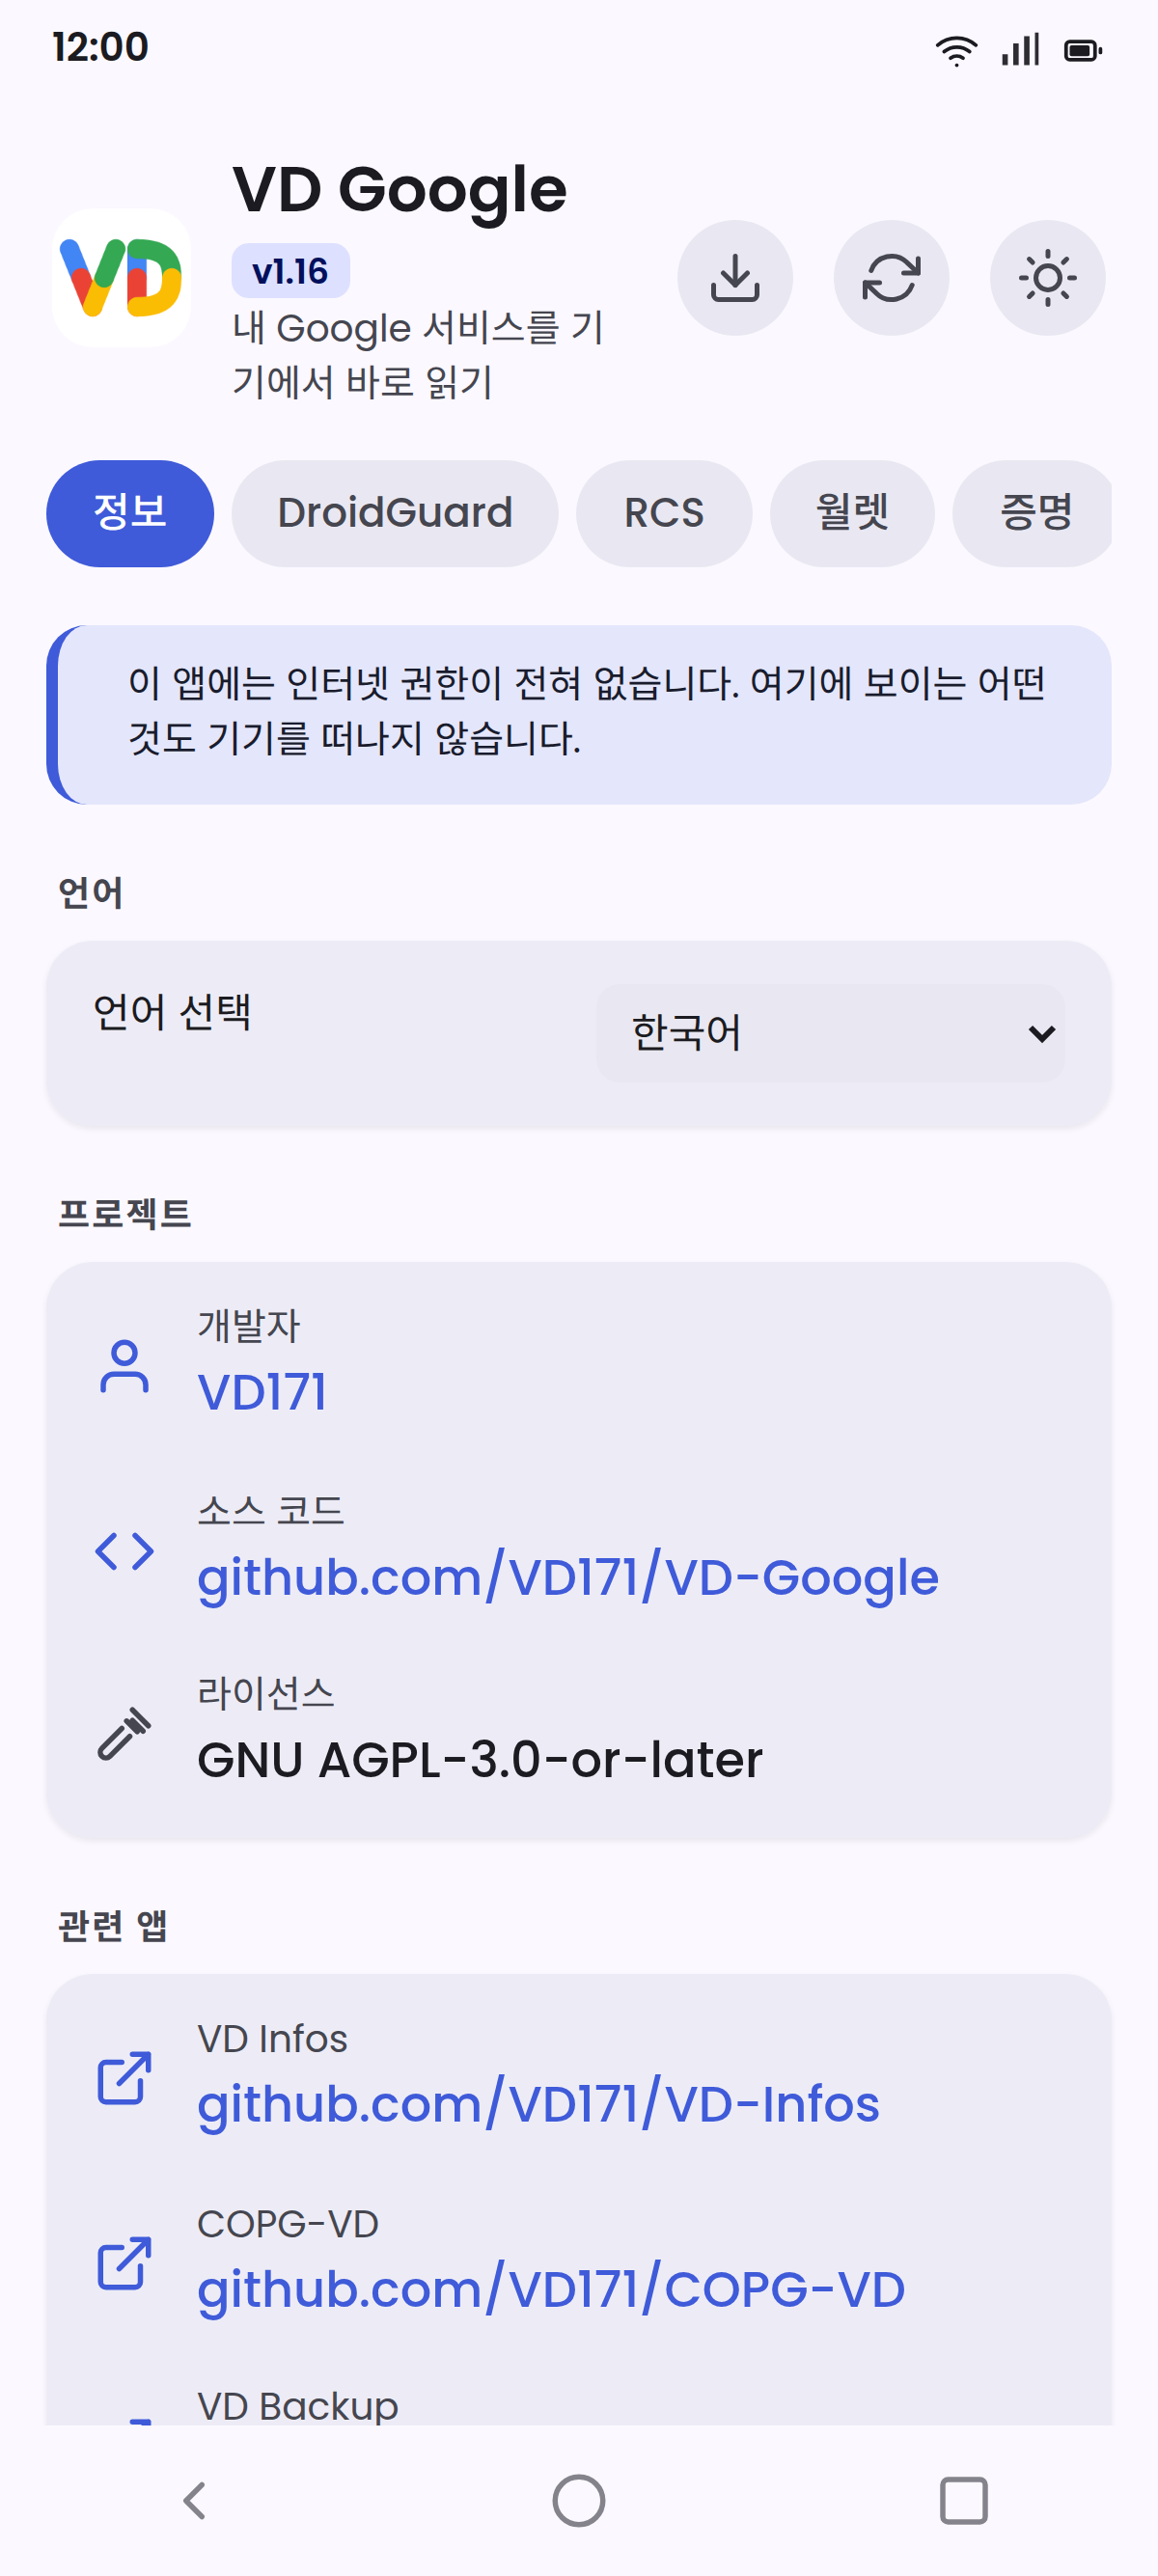 12:00
VD Google
VD
v1.16
내 Google 서비스를 기
기에서 바로 읽기
정보
DroidGuard
RCS
월렛
증명
이 앱에는 인터넷 권한이 전혀 없습니다. 여기에 보이는 어떤
것도 기기를 떠나지 않습니다.
언어
언어 선택
한국어
프로젝트
개발자
VD171
소스 코드
github.com/VD171/VD-Google
라이선스
GNU AGPL-3.0-or-later
관련 앱
VD Infos
github.com/VD171/VD-Infos
COPG-VD
github.com/VD171/COPG-VD
VD Backup